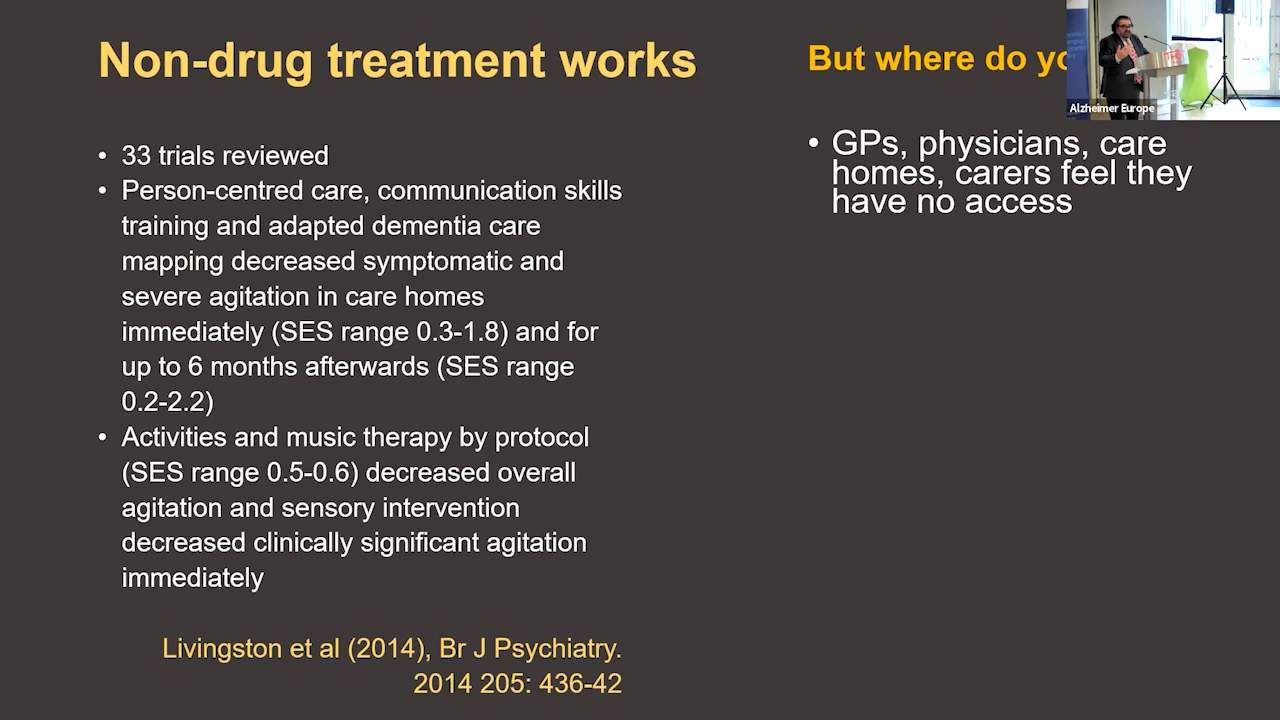 Non-drug treatment works
• 33 trials reviewed
• Person-centred care, communication skills
training and adapted dementia care
mapping decreased symptomatic and
severe agitation in care homes
immediately (SES range 0.3-1.8) and for
up to 6 months afterwards (SES range
0.2-2.2)
• Activities and music therapy by protocol
(SES range 0.5-0.6) decreased overall
agitation and sensory intervention
decreased clinically significant agitation
immediately
Livingston et al (2014), Br J Psychiatry.
2014 205: 436-42
But where do
• GPs, physicians, care
homes, carers feel they
have no access
Alzheimer Europe